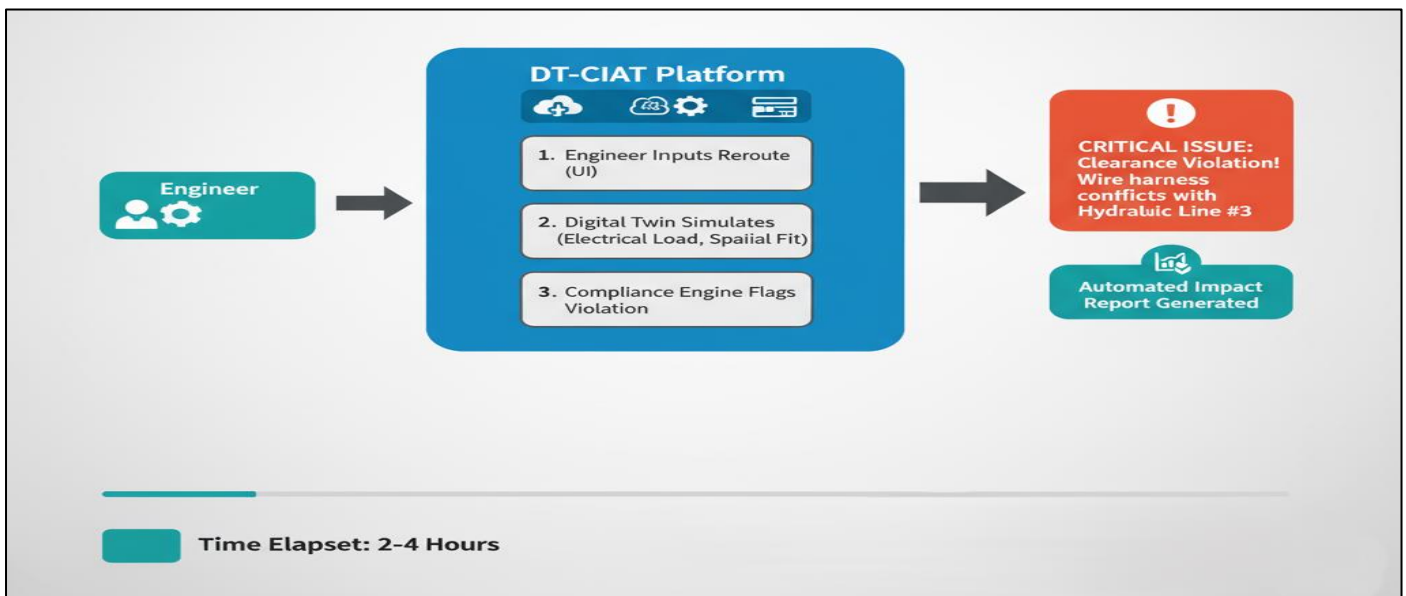 DT-CIAT Platform
Engineer
1. Engineer Inputs Reroute
(UI)
2. Digital Twin Simulates
(Electrical Load, Spaiial Fit)
3. Compliance Engine Flags
Violation
CRITICAL ISSUE:
Clearance Violation!
Wire harness
confficts with
Hydraluic Line #3
Automated Impact
Report Generated
Time Elapset: 2-4 Hours